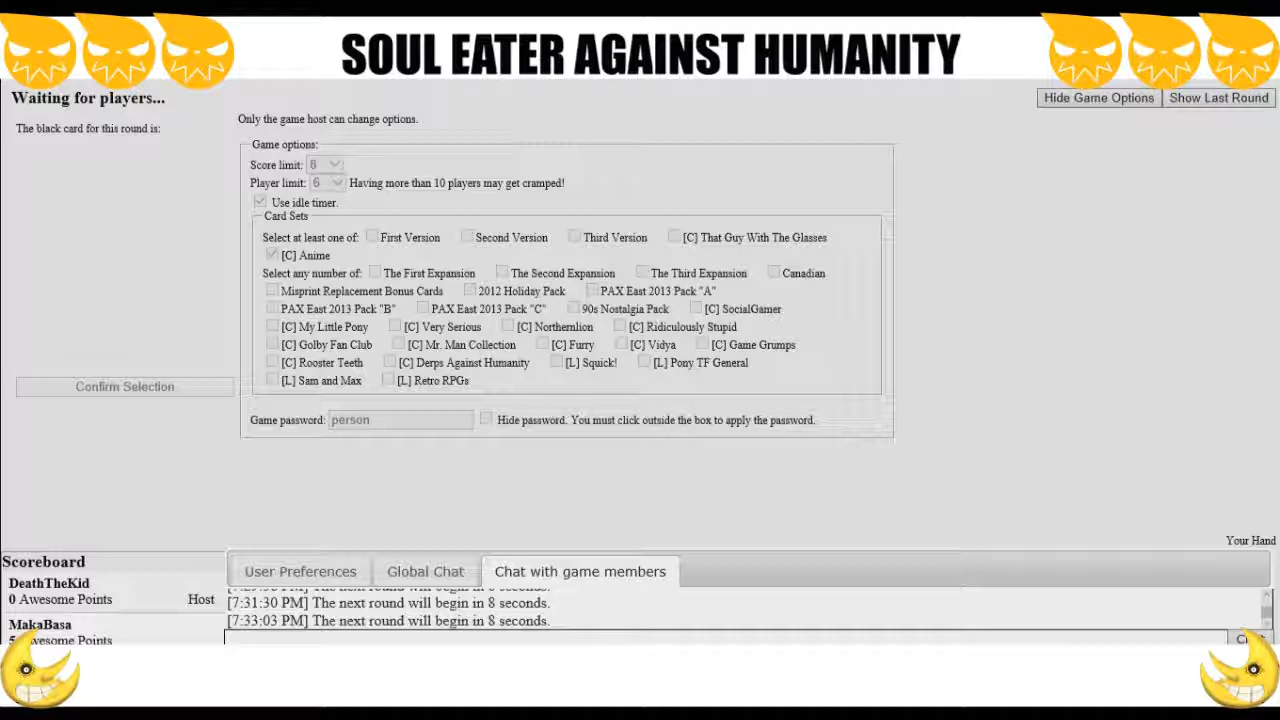 SOUL EATER AGAINST HUMANITY
Waiting for players...
Hide Game Options Show Last Round
The black card for this round is:
Only the game host can change options.
Game options:
Score limit: 8
Player limit: 6 Having more than 10 players may get cramped!
Use idle timer.
Card Sets
Select at least one of: First Version Second Version Third Version [C] That Guy With The Glasses
[C] Anime
Select any number of: The First Expansion The Second Expansion The Third Expansion Canadian
Misprint Replacement Bonus Cards 2012 Holiday Pack PAX East 2013 Pack "A"
PAX East 2013 Pack "B" PAX East 2013 Pack "C" 90s Nostalgia Pack [C] SocialGamer
[C] My Little Pony [C] Very Serious [C] Northernlion [C] Ridiculously Stupid
[C] Golby Fan Club [C] Mr. Man Collection [C] Furry [C] Vidya [C] Game Grumps
[C] Rooster Teeth [C] Derps Against Humanity [L] Squick! [L] Pony TF General
[L] Sam and Max [L] Retro RPGs
Confirm Selection
Game password: person Hide password. You must click outside the box to apply the password.
Your Hand
Scoreboard
User Preferences Global Chat Chat with game members
DeathTheKid
0 Awesome Points Host
[7:31:30 PM] The next round will begin in 8 seconds.
[7:33:03 PM] The next round will begin in 8 seconds.
MakaBasa
Points